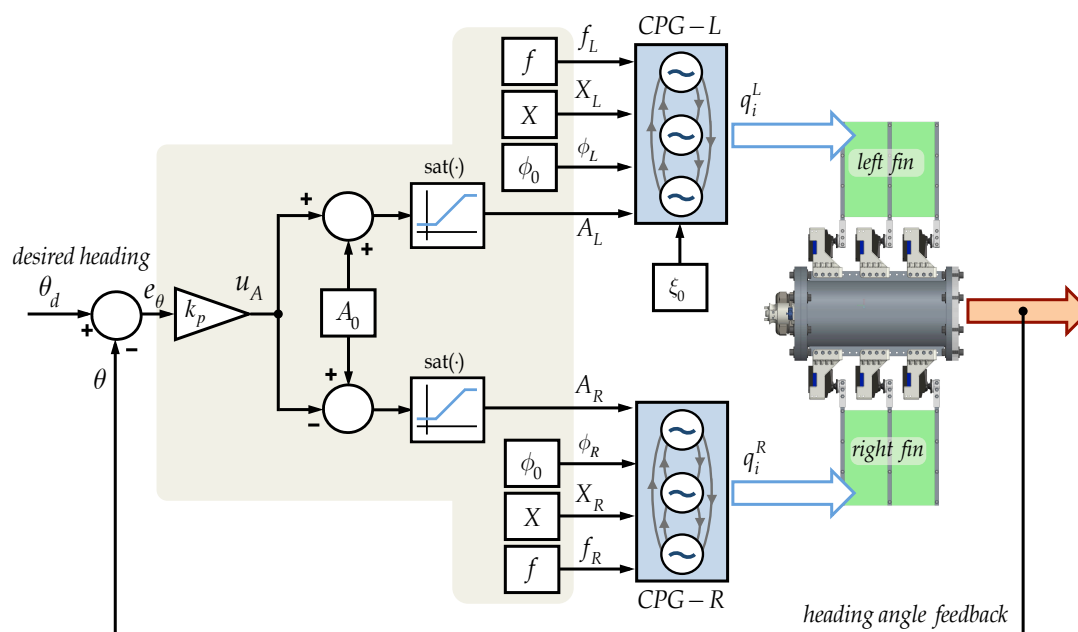 CPG – L
f
f_L
X
X_L
ϕ_0
ϕ_L
sat(·)
A_L
q_i^L
left fin
+
+
ξ_0
desired heading
θ_d
e_θ
k_p
u_A
A_0
+
−
θ
sat(·)
+
−
A_R
ϕ_0
ϕ_R
X
X_R
f
f_R
CPG – R
q_i^R
right fin
heading angle feedback